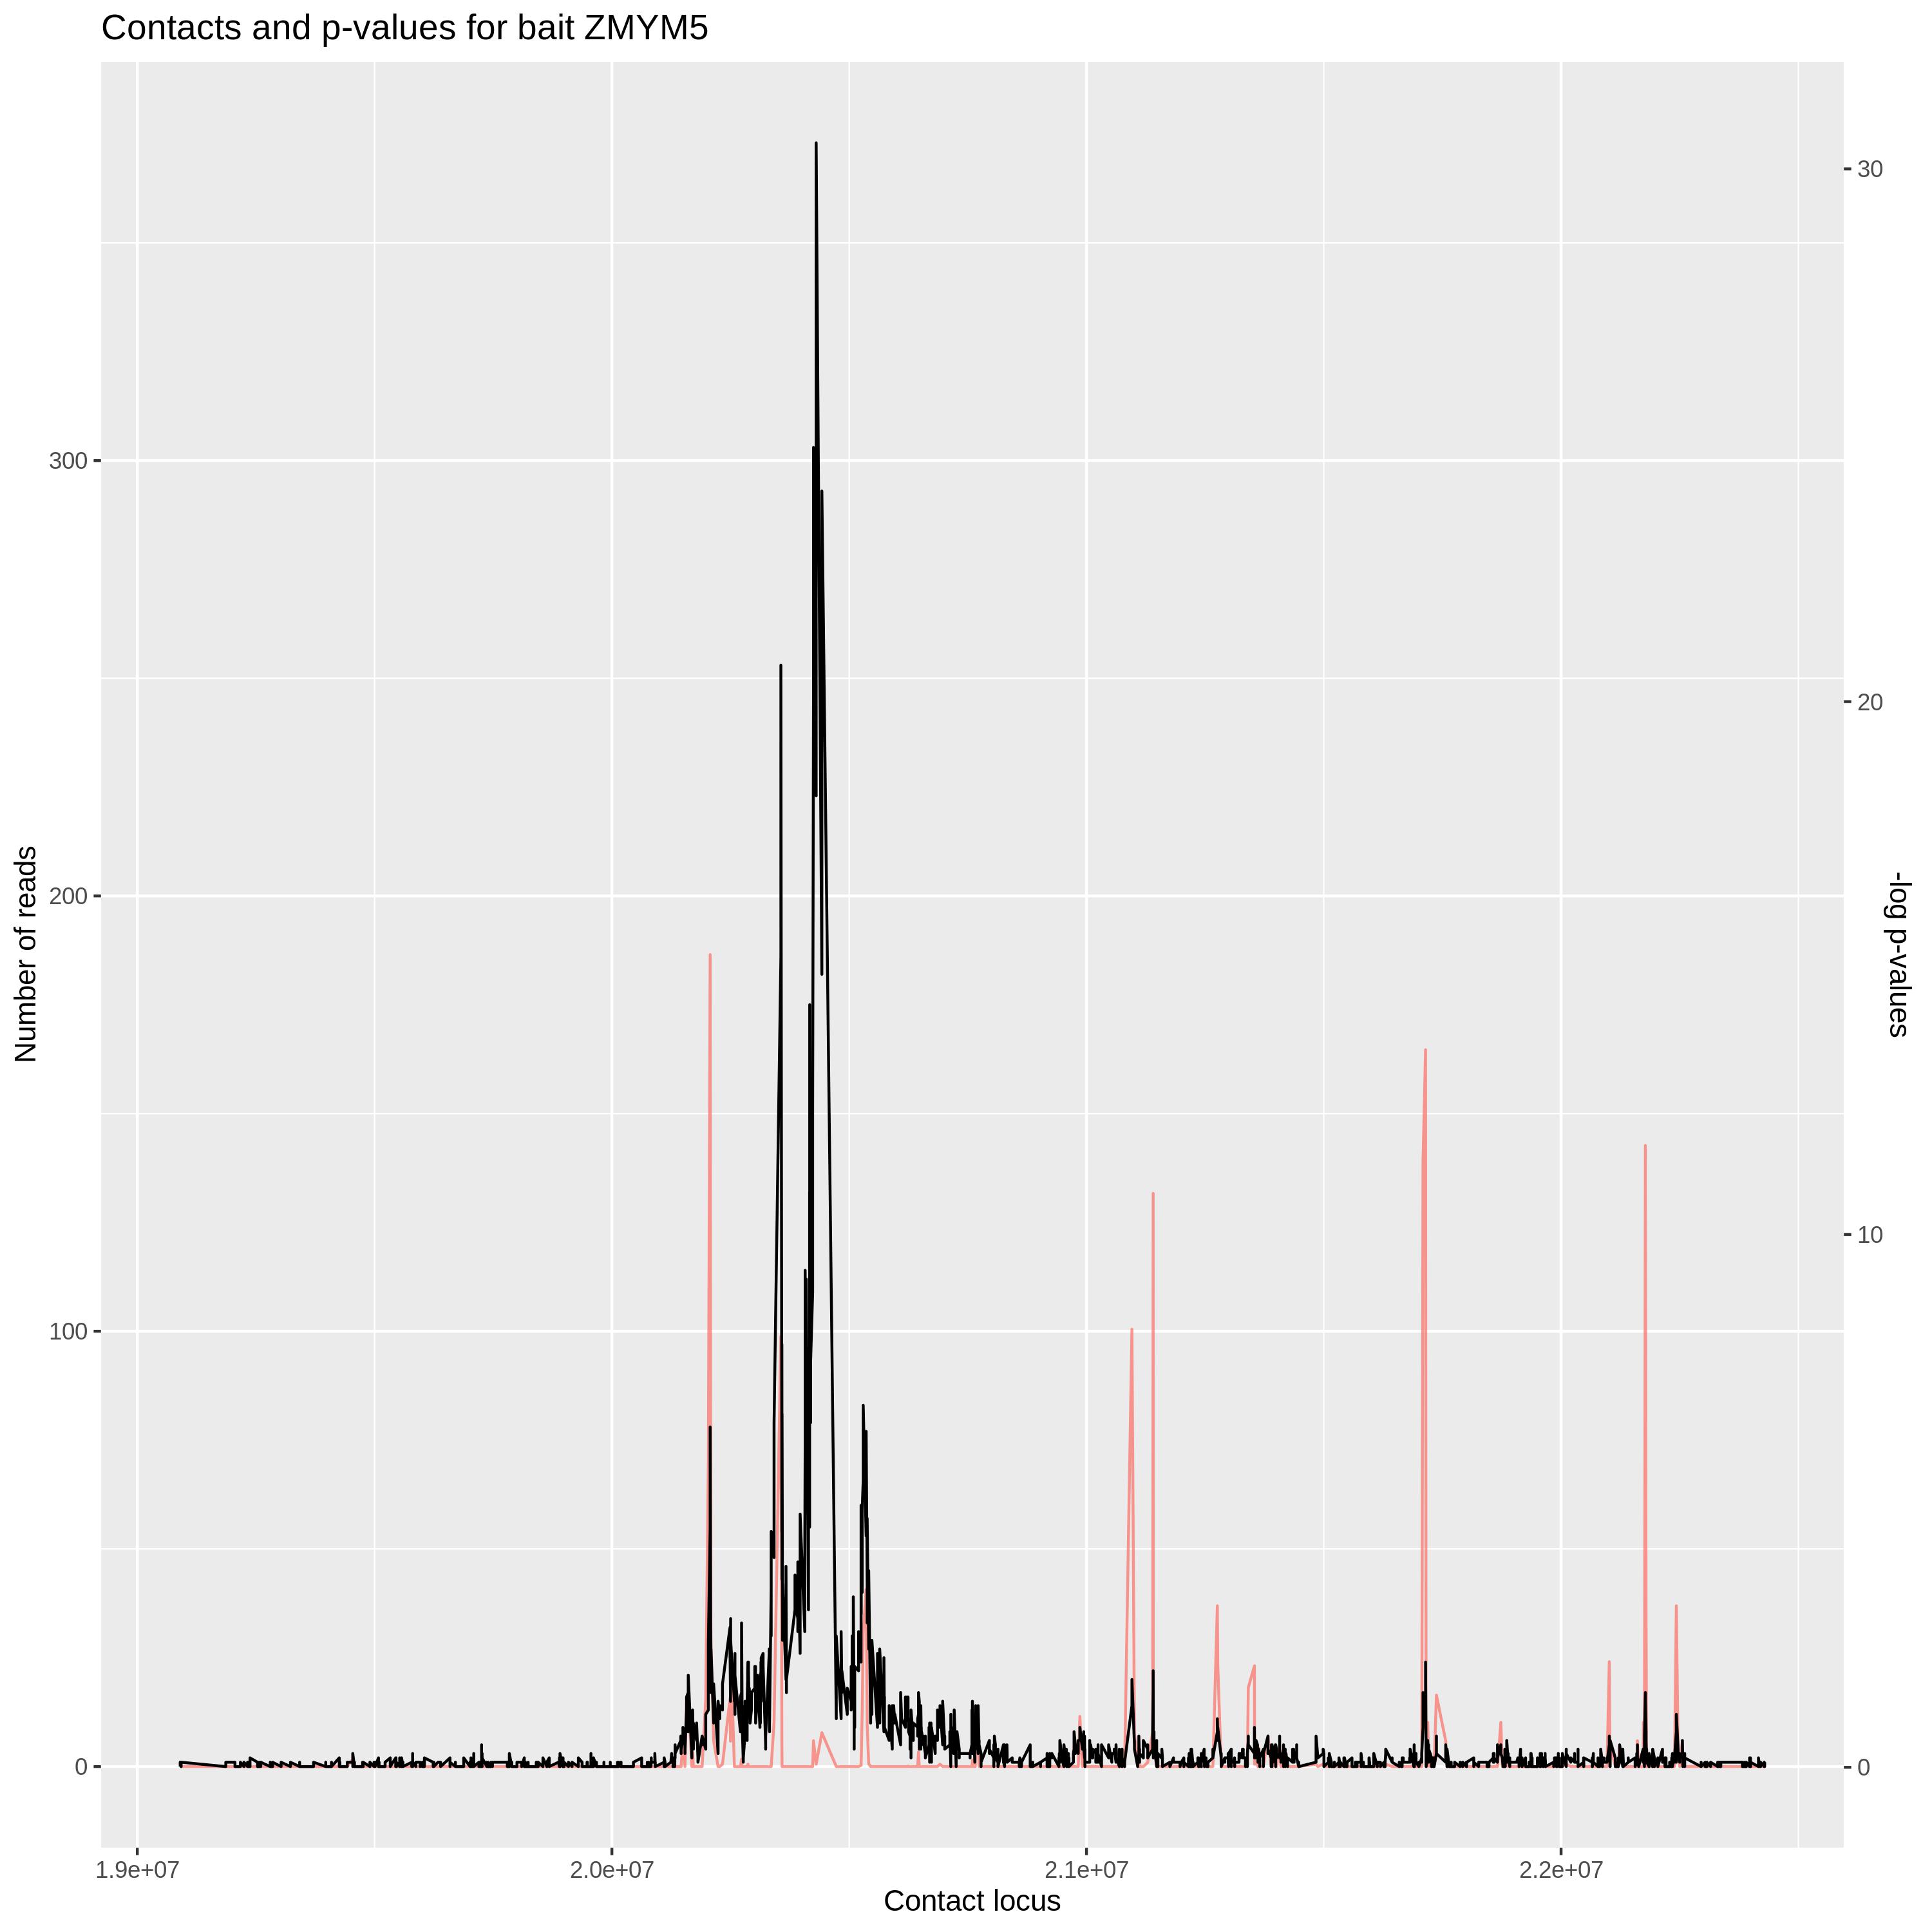 Contacts and p-values for bait ZMYM5
Number of reads
300
200
100
0
30
20
10
0
-log p-values
1.9e+07
2.0e+07
2.1e+07
2.2e+07
Contact locus